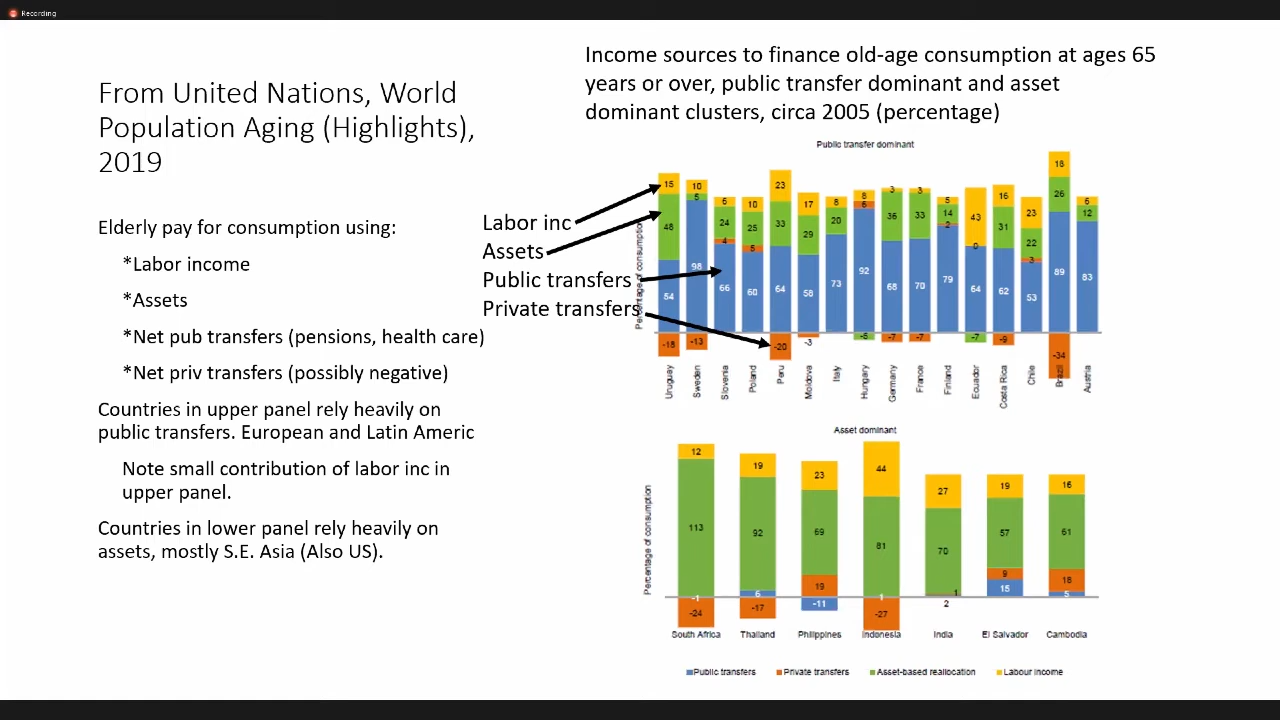 Recording
From United Nations, World
Population Aging (Highlights),
2019
Elderly pay for consumption using:
*Labor income
*Assets
*Net pub transfers (pensions, health care)
*Net priv transfers (possibly negative)
Countries in upper panel rely heavily on
public transfers. European and Latin Americ
Note small contribution of labor inc in
upper panel.
Countries in lower panel rely heavily on
assets, mostly S.E. Asia (Also US).
Income sources to finance old-age consumption at ages 65
years or over, public transfer dominant and asset
dominant clusters, circa 2005 (percentage)
Labor inc
Assets
Public transfers
Private transfers
Public transfer dominant
Percentage of consumption
15 10 6 10 23 17 8 8 3 3 5 43 16 23 18 6
48 5 24 25 33 29 20 6 36 33 14 0 31 22 26 12
4 5 2 3
54 98 66 60 64 58 73 92 68 70 79 64 62 53 89 83
-18 -13 -20 -3 -5 -7 -7 -7 -9 -34
Uruguay Sweden Slovenia Poland Peru Moldova Italy Hungary Germany France Finland Ecuador Costa Rica Chile Brazil Austria
Asset dominant
Percentage of consumption
12 19 23 44 27 19 16
113 92 69 81 70 57 61
19 9 18
-1 6 -11 1 1 15 5
-24 -17 -27 2
South Africa Thailand Philippines Indonesia India El Salvador Cambodia
Public transfers Private transfers Asset-based reallocation Labour income